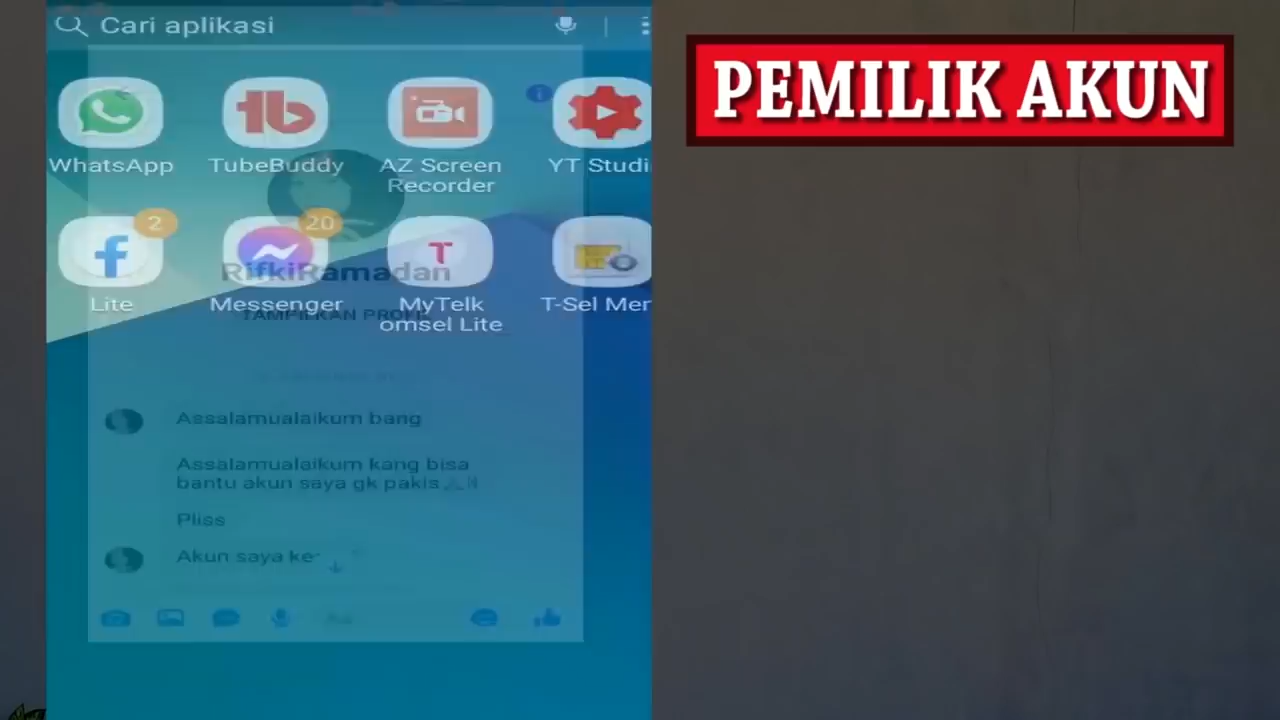 Cari aplikasi
PEMILIK AKUN
WhatsApp
TubeBuddy
AZ Screen
Recorder
YT Studi
2
20
Lite
Messenger
MyTelk
omsel Lite
T-Sel Mer
RifkiRamadan
TAMPILKAN PROFIL
Assalamualaikum bang
Assalamualaikum kang bisa
bantu akun saya gk pakis
Pliss
Akun saya ke
Aa